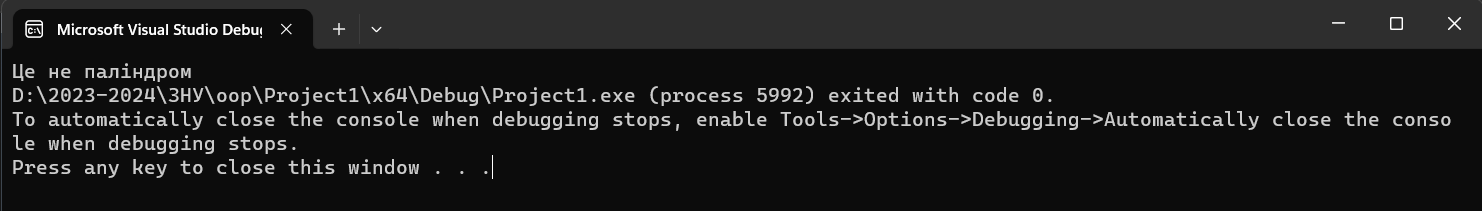 Microsoft Visual Studio Debu
Це не паліндром
D:\2023-2024\ЗНУ\oop\Project1\x64\Debug\Project1.exe (process 5992) exited with code 0.
To automatically close the console when debugging stops, enable Tools->Options->Debugging->Automatically close the conso
le when debugging stops.
Press any key to close this window . . .